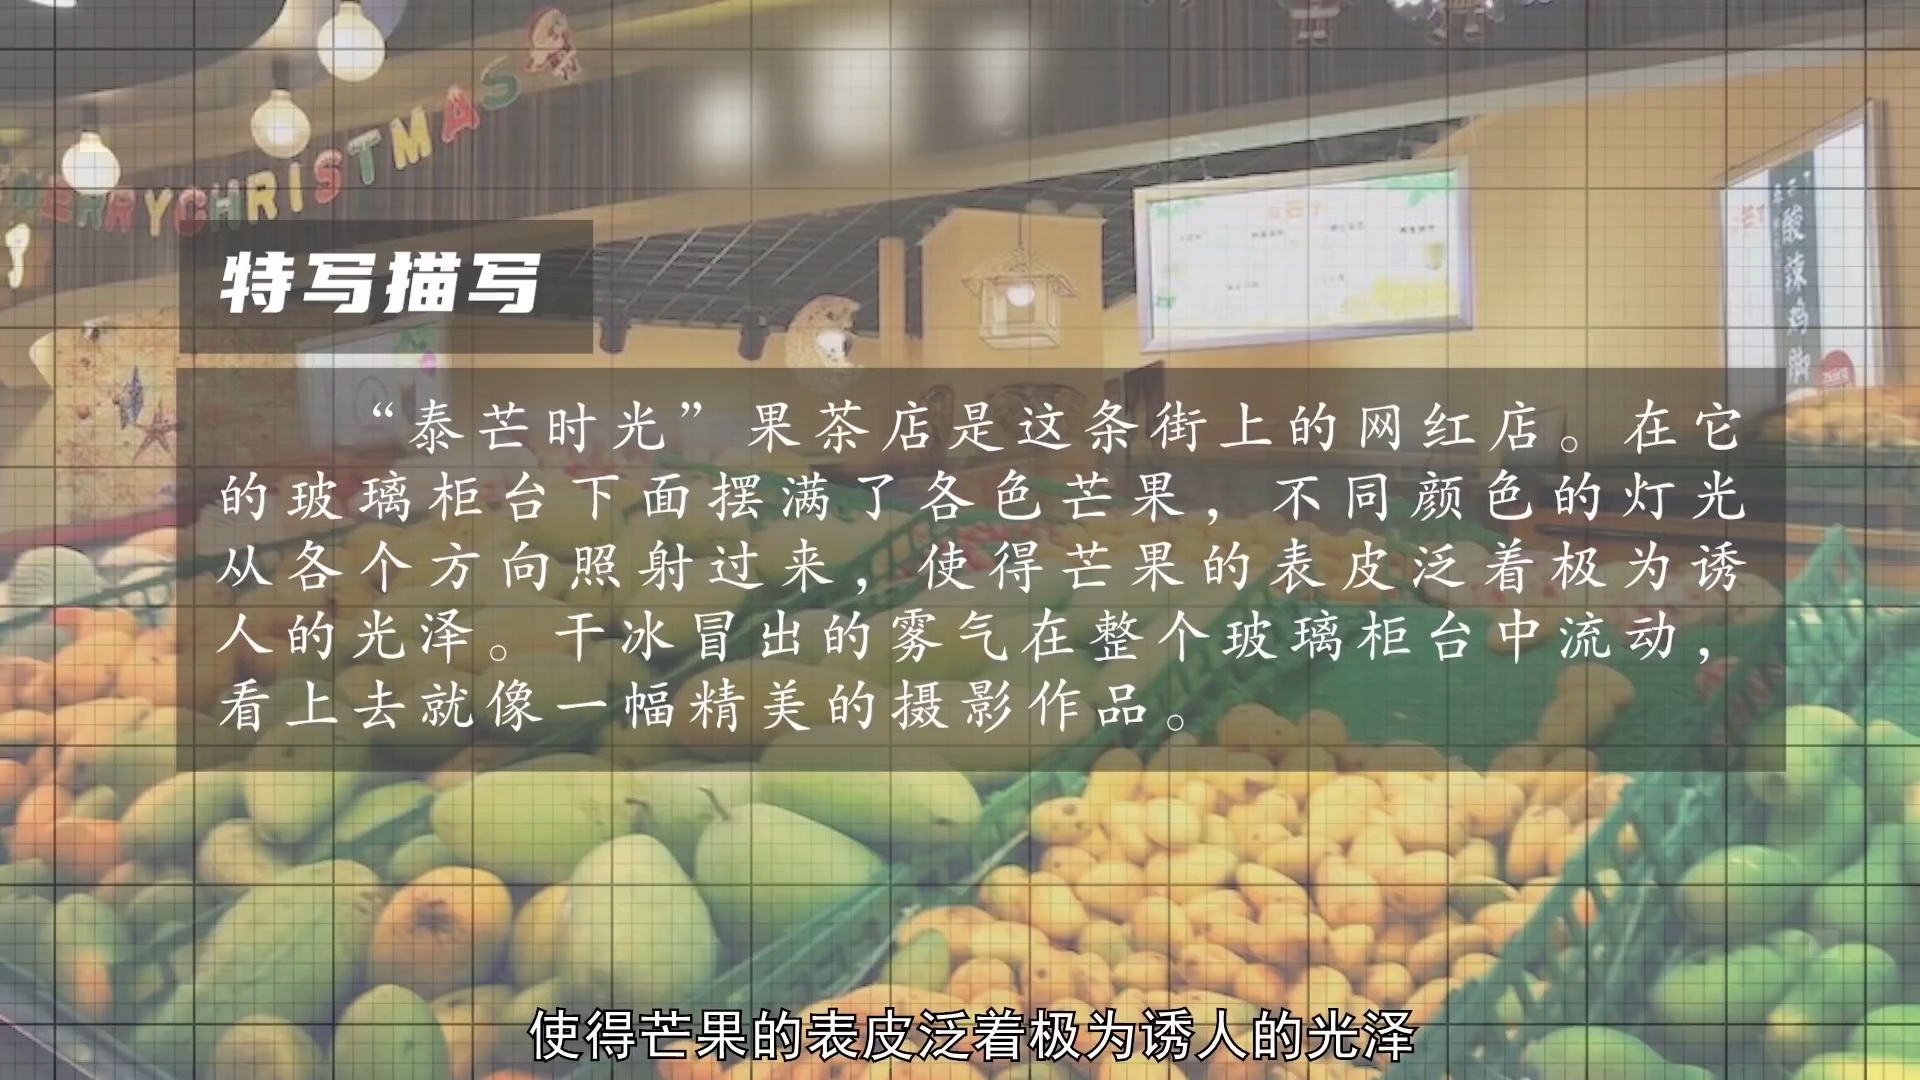 MERRYCHRISTMAS
酸辣鸡脚
特写描写
“泰芒时光”果茶店是这条街上的网红店。在它
的玻璃柜台下面摆满了各色芒果，不同颜色的灯光
从各个方向照射过来，使得芒果的表皮泛着极为诱
人的光泽。干冰冒出的雾气在整个玻璃柜台中流动，
看上去就像一幅精美的摄影作品。
使得芒果的表皮泛着极为诱人的光泽